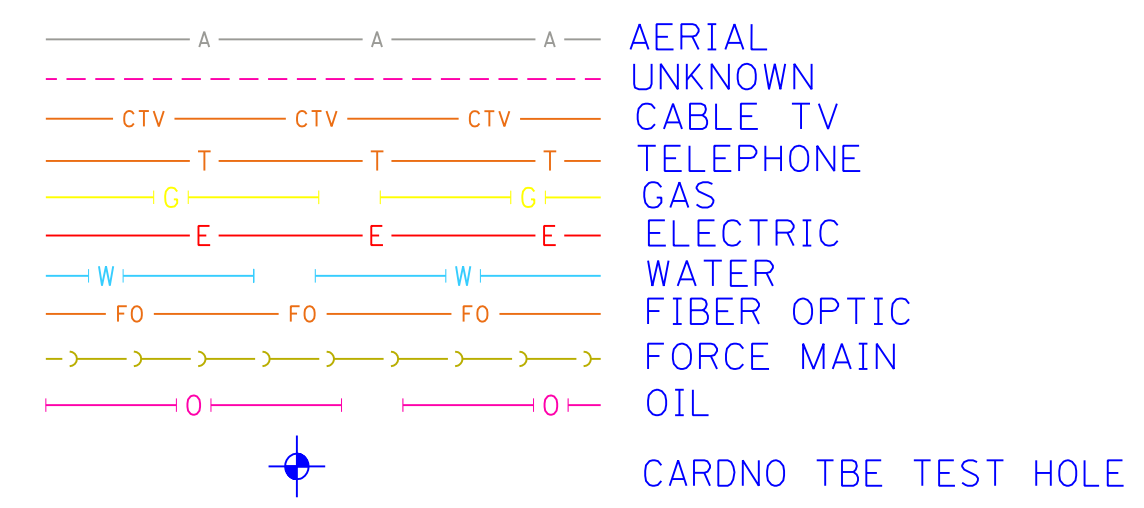 A A A AERIAL
UNKNOWN
CTV CTV CTV CABLE TV
T T T TELEPHONE
G G GAS
E E E ELECTRIC
W W WATER
FO FO FO FIBER OPTIC
FORCE MAIN
O O OIL
CARDNO TBE TEST HOLE